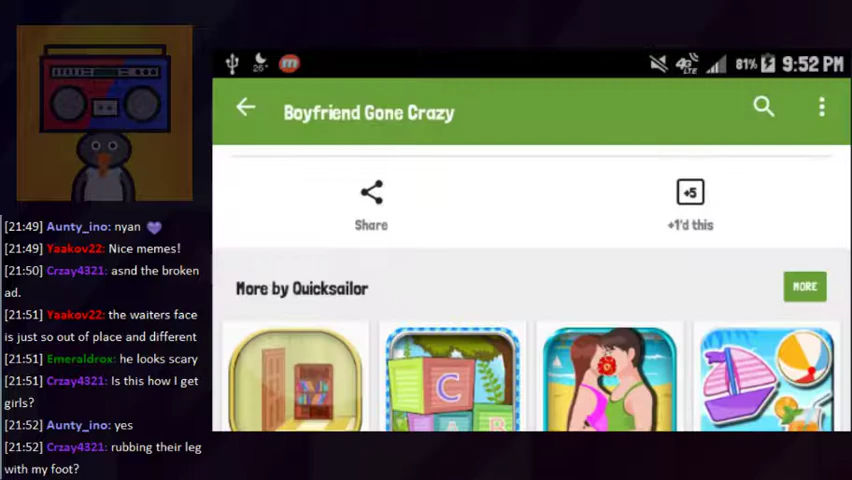 26°
m
4G
LTE
81%
9:52 PM
Boyfriend Gone Crazy
+5
Share
+1'd this
More by Quicksailor
MORE
C
A
B
[21:49] Aunty_ino: nyan
[21:49] Yaakov22: Nice memes!
[21:50] Crzay4321: asnd the broken
ad.
[21:51] Yaakov22: the waiters face
is just so out of place and different
[21:51] Emeraldrox: he looks scary
[21:51] Crzay4321: Is this how I get
girls?
[21:52] Aunty_ino: yes
[21:52] Crzay4321: rubbing their leg
with my foot?